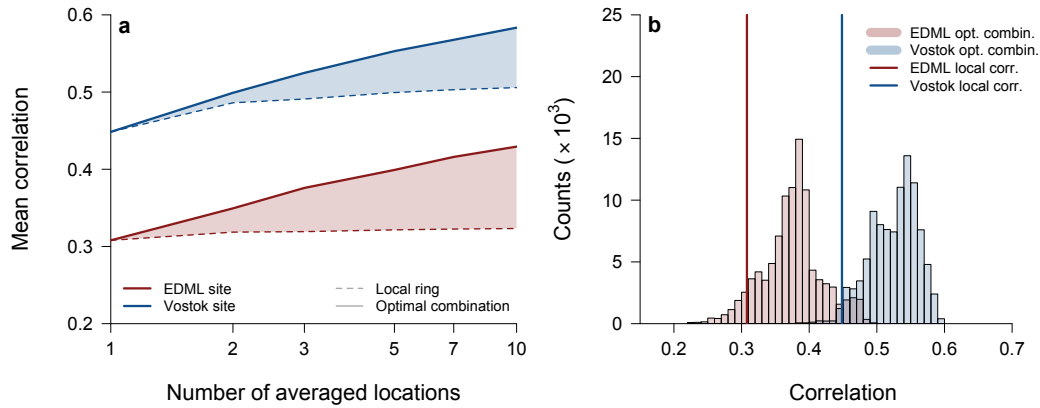 a
Mean correlation
0.6
0.5
0.4
0.3
0.2
EDML site
Vostok site
Local ring
Optimal combination
1 2 3 5 7 10
Number of averaged locations
b
EDML opt. combin.
Vostok opt. combin.
EDML local corr.
Vostok local corr.
Counts (×10³)
25
20
15
10
5
0
0.2 0.3 0.4 0.5 0.6 0.7
Correlation